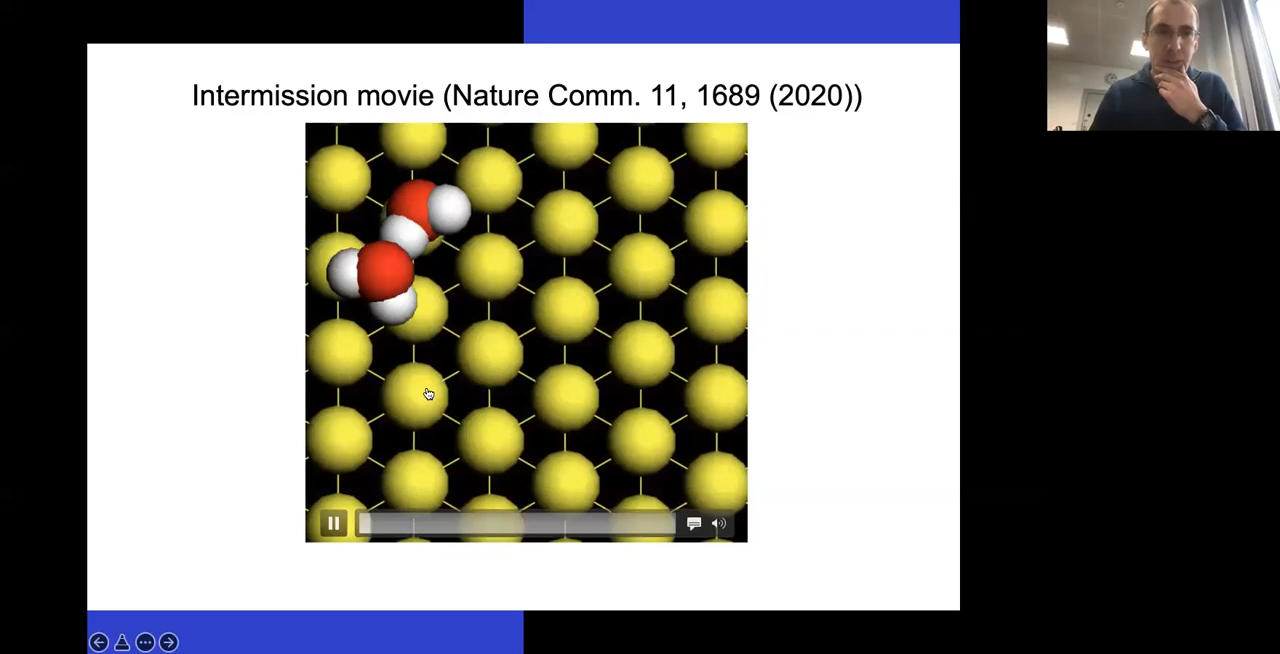 Intermission movie (Nature Comm. 11, 1689 (2020))